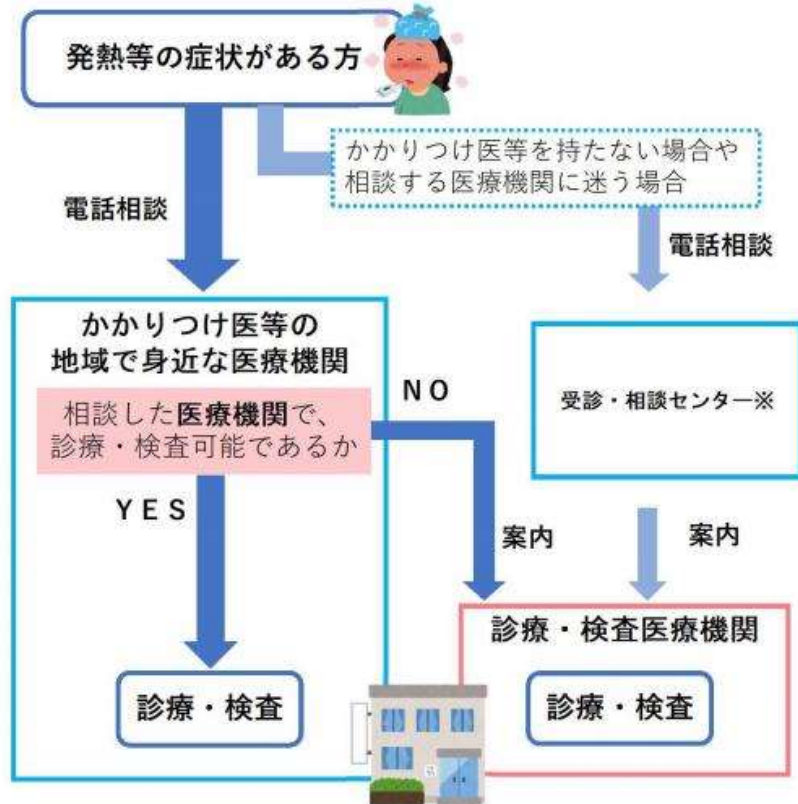 発熱等の症状がある方
かかりつけ医等を持たない場合や
相談する医療機関に迷う場合
電話相談
電話相談
かかりつけ医等の
地域で身近な医療機関
相談した医療機関で、
診療・検査可能であるか
NO
受診・相談センター※
YES
案内
案内
診療・検査医療機関
診療・検査
診療・検査